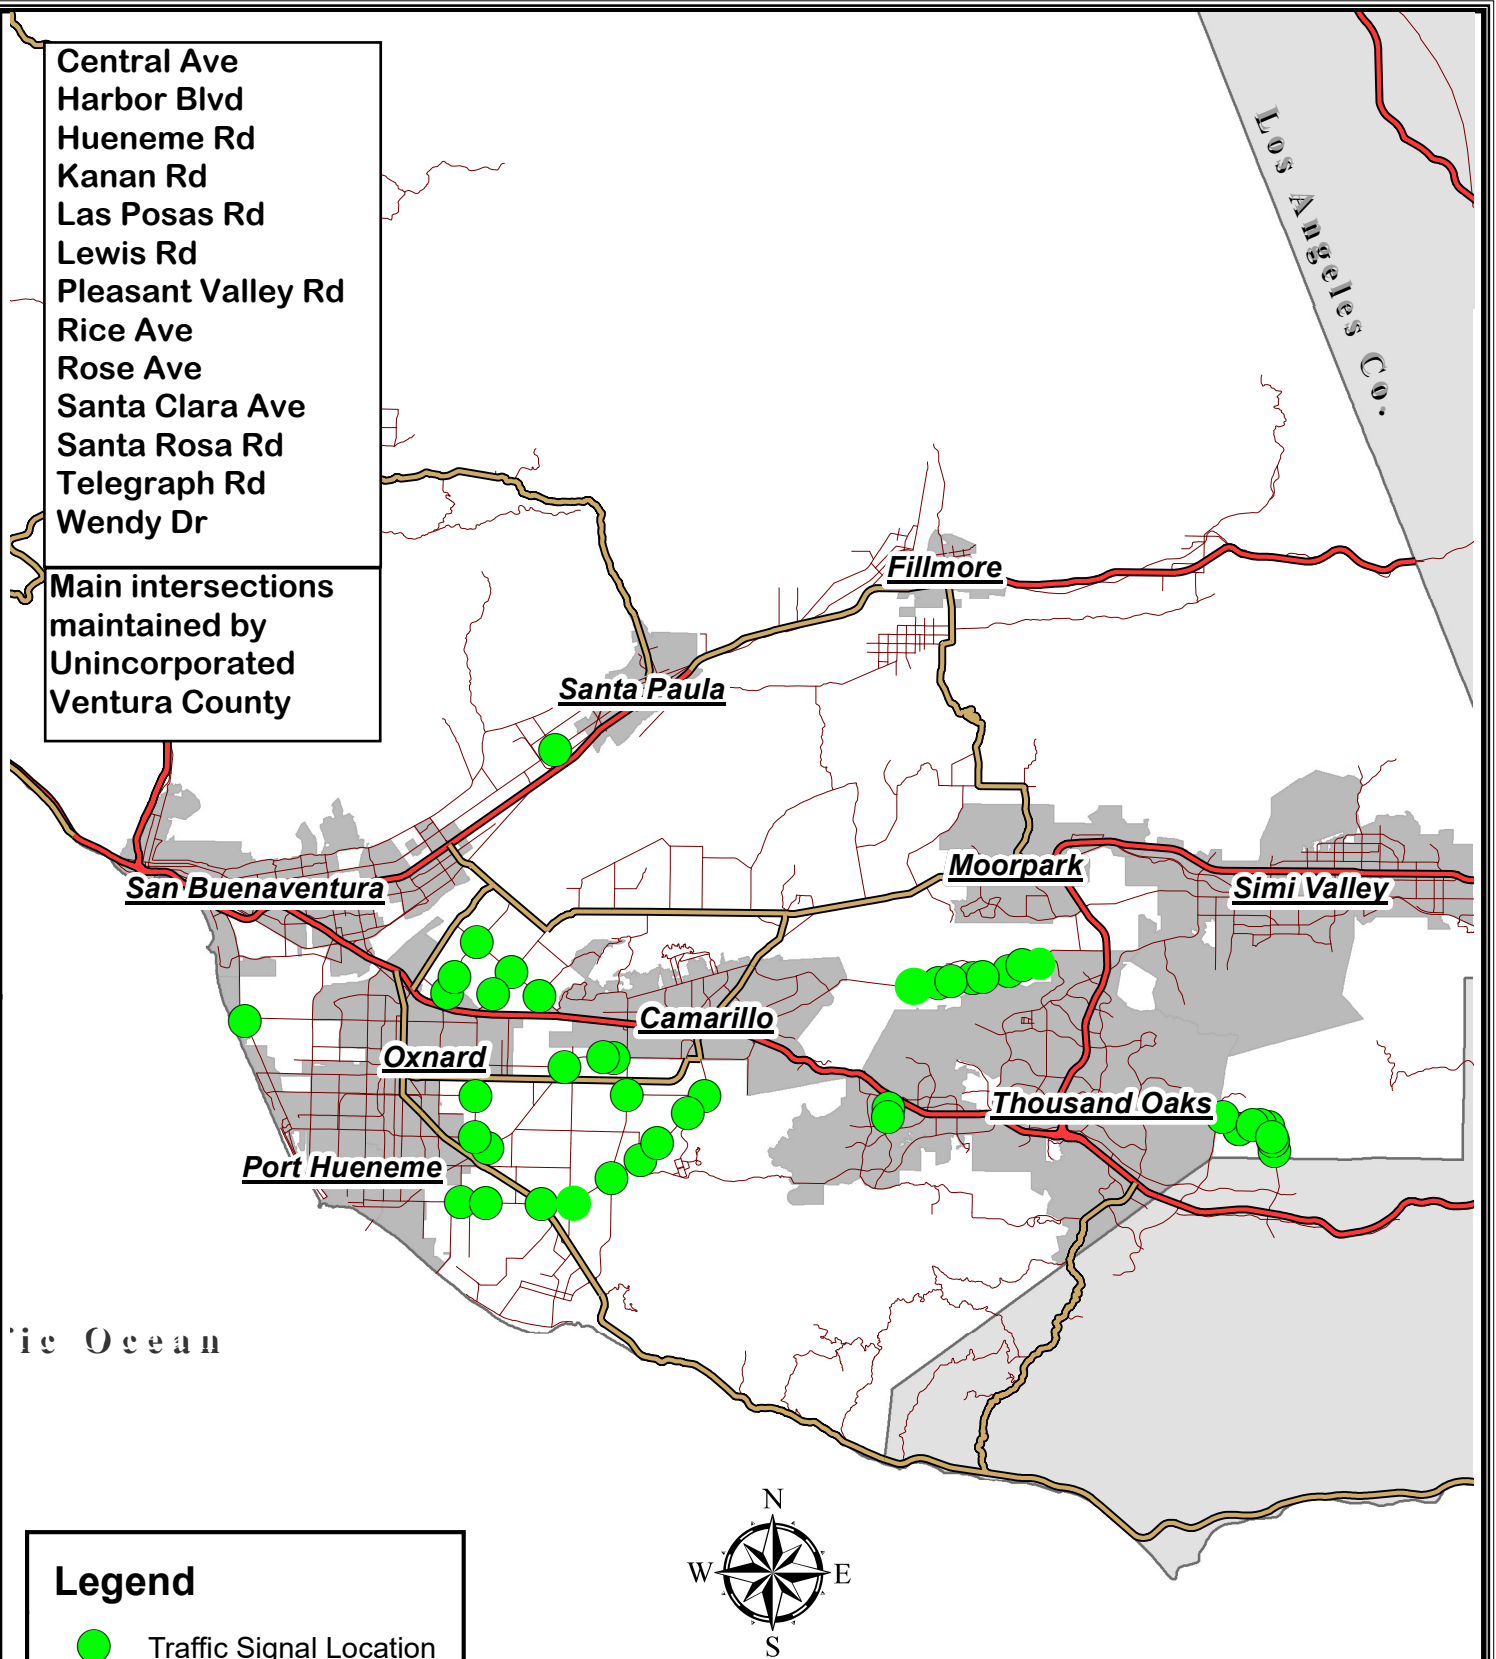 Central Ave
Harbor Blvd
Hueneme Rd
Kanan Rd
Las Posas Rd
Lewis Rd
Pleasant Valley Rd
Rice Ave
Rose Ave
Santa Clara Ave
Santa Rosa Rd
Telegraph Rd
Wendy Dr
Main intersections
maintained by
Unincorporated
Ventura County
Los Angeles Co.
Fillmore
Santa Paula
Moorpark
San Buenaventura
Simi Valley
Camarillo
Oxnard
Thousand Oaks
Port Hueneme
ic Ocean
N
W E
S
Legend
Traffic Signal Location